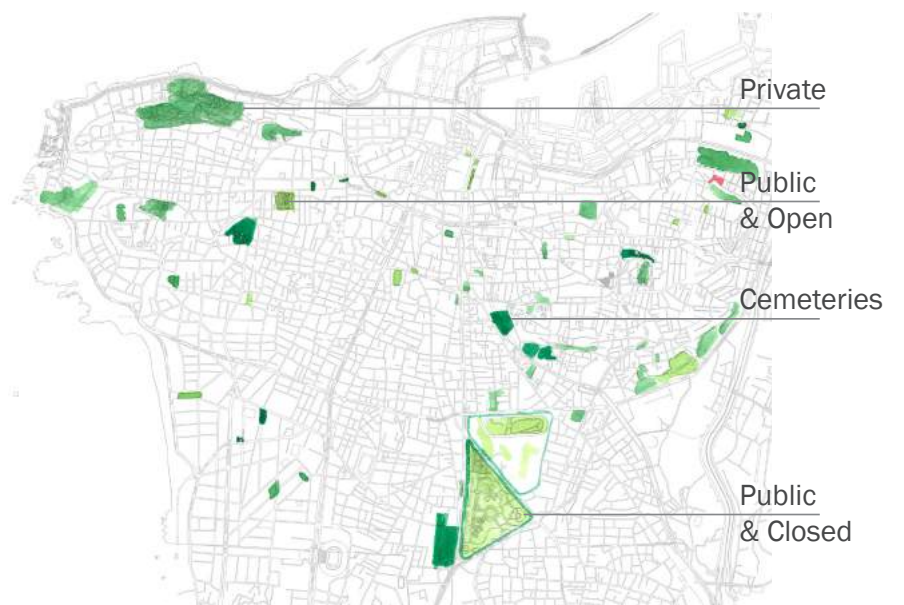 Private
Public
& Open
Cemeteries
Public
& Closed